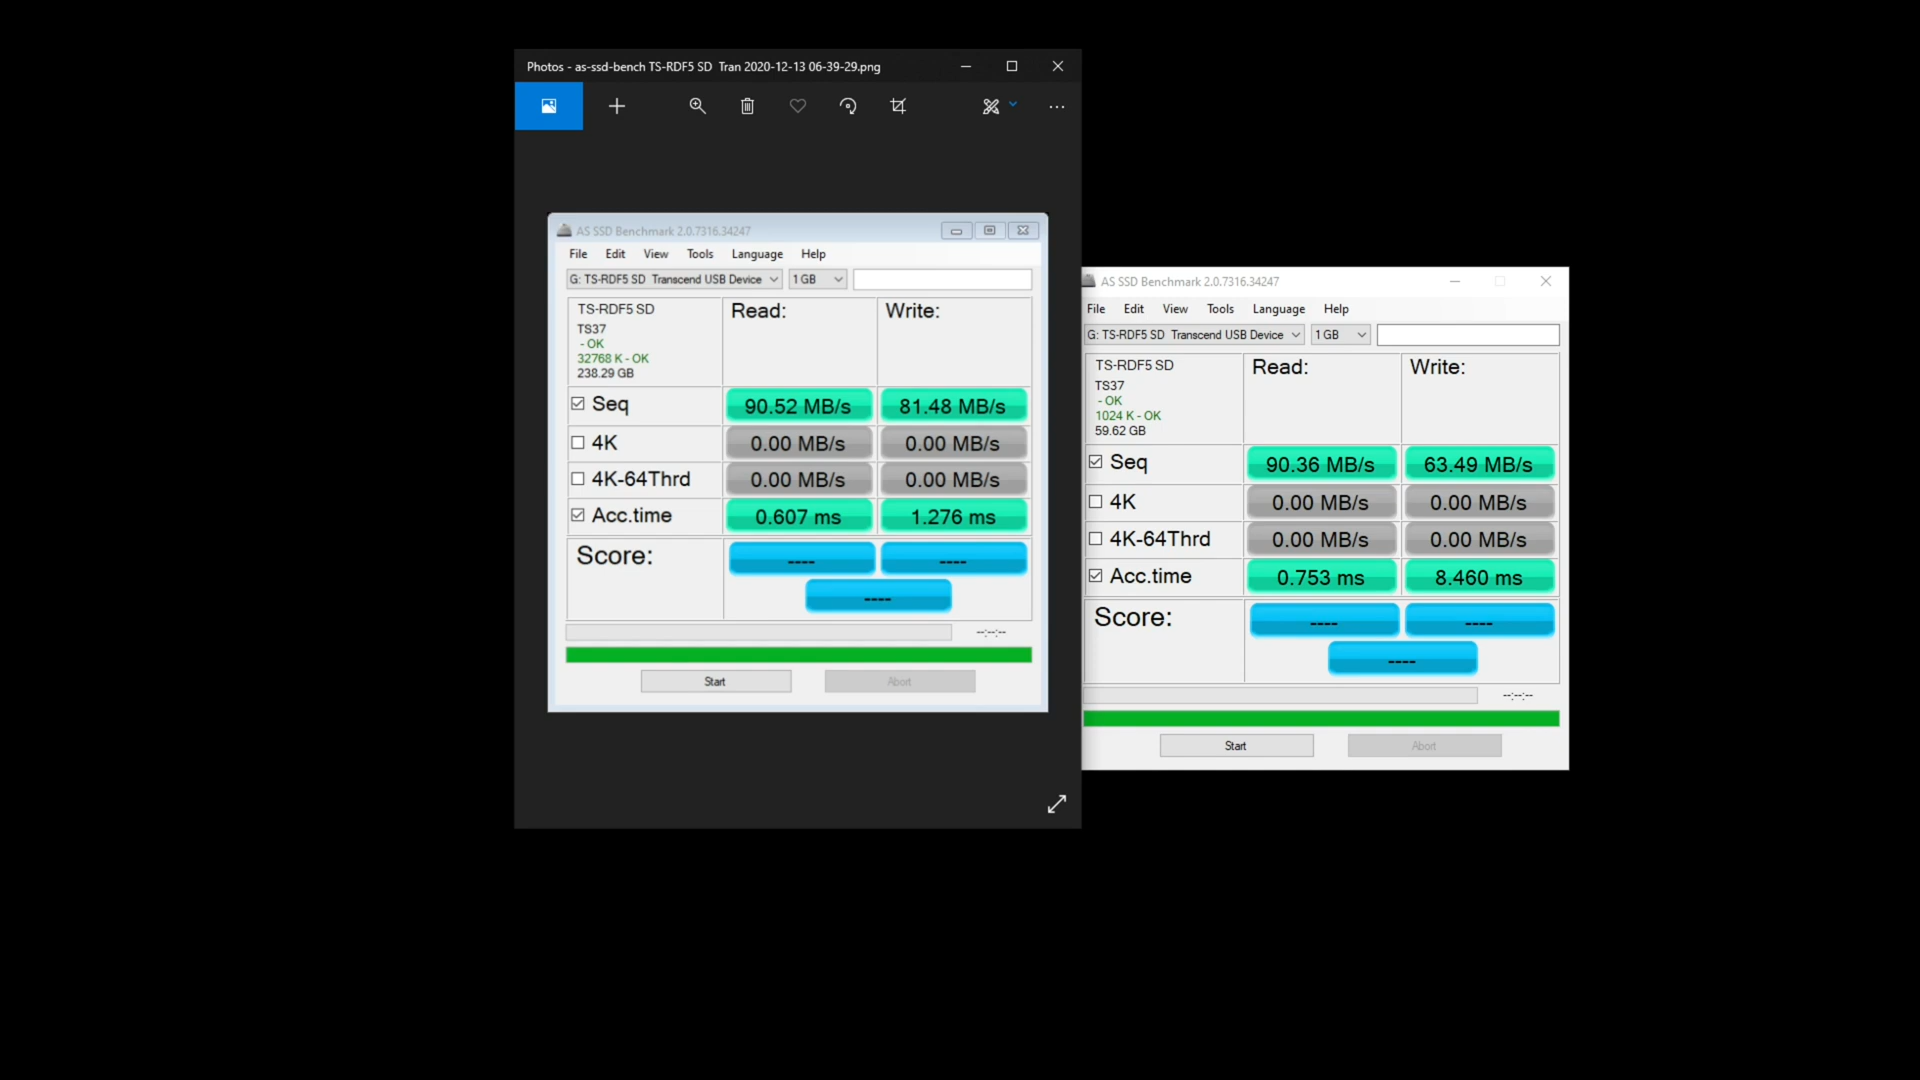 Photos - as-ssd-bench TS-RDF5 SD  Tran 2020-12-13 06-39-29.png
AS SSD Benchmark 2.0.7316.34247
File Edit View Tools Language Help
G: TS-RDF5 SD  Transcend USB Device 1 GB
TS-RDF5 SD Read: Write:
TS37
- OK
32768 K - OK
238.29 GB
Seq 90.52 MB/s 81.48 MB/s
4K 0.00 MB/s 0.00 MB/s
4K-64Thrd 0.00 MB/s 0.00 MB/s
Acc.time 0.607 ms 1.276 ms
Score: ---- ----
----
--:--:--
Start Abort
AS SSD Benchmark 2.0.7316.34247
File Edit View Tools Language Help
G: TS-RDF5 SD  Transcend USB Device 1 GB
TS-RDF5 SD Read: Write:
TS37
- OK
1024 K - OK
59.62 GB
Seq 90.36 MB/s 63.49 MB/s
4K 0.00 MB/s 0.00 MB/s
4K-64Thrd 0.00 MB/s 0.00 MB/s
Acc.time 0.753 ms 8.460 ms
Score: ---- ----
----
--:--:--
Start Abort